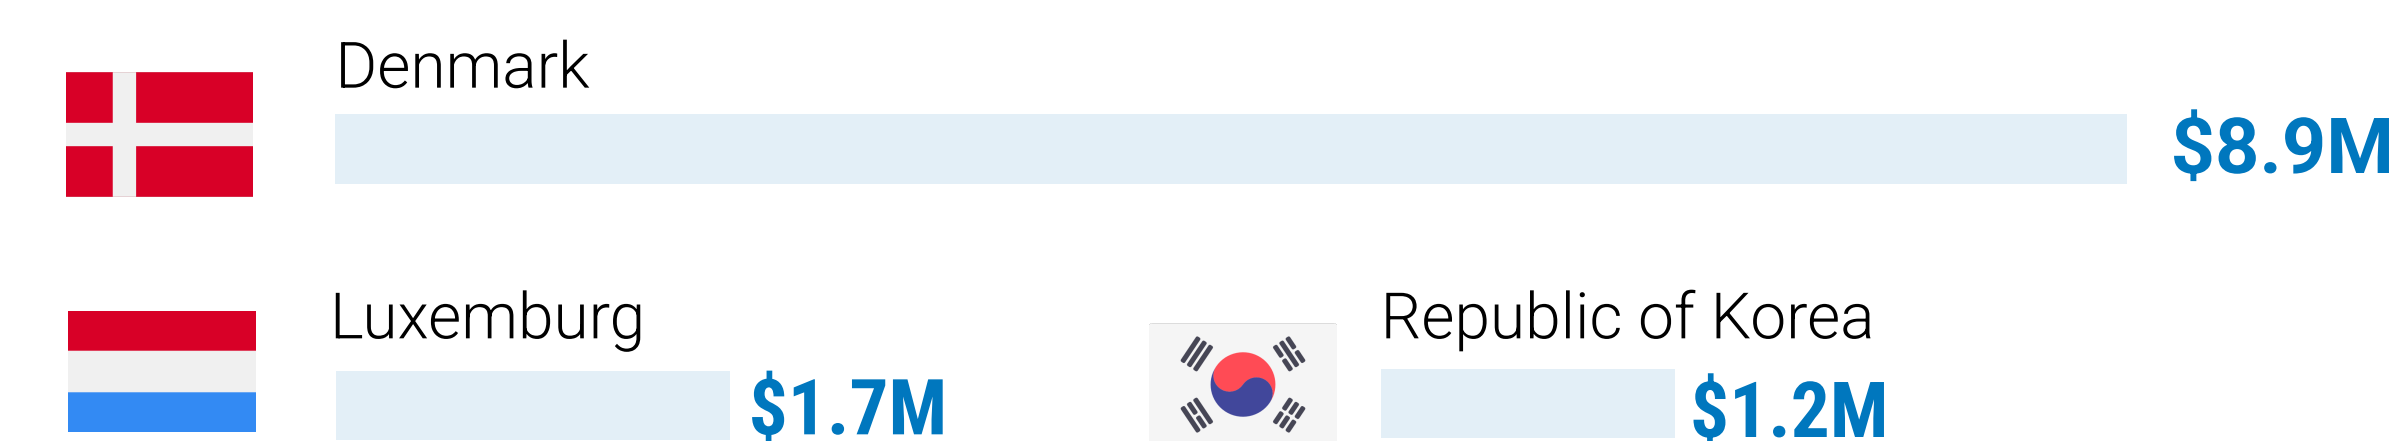 Denmark
$8.9M
Luxemburg
$1.7M
Republic of Korea
$1.2M